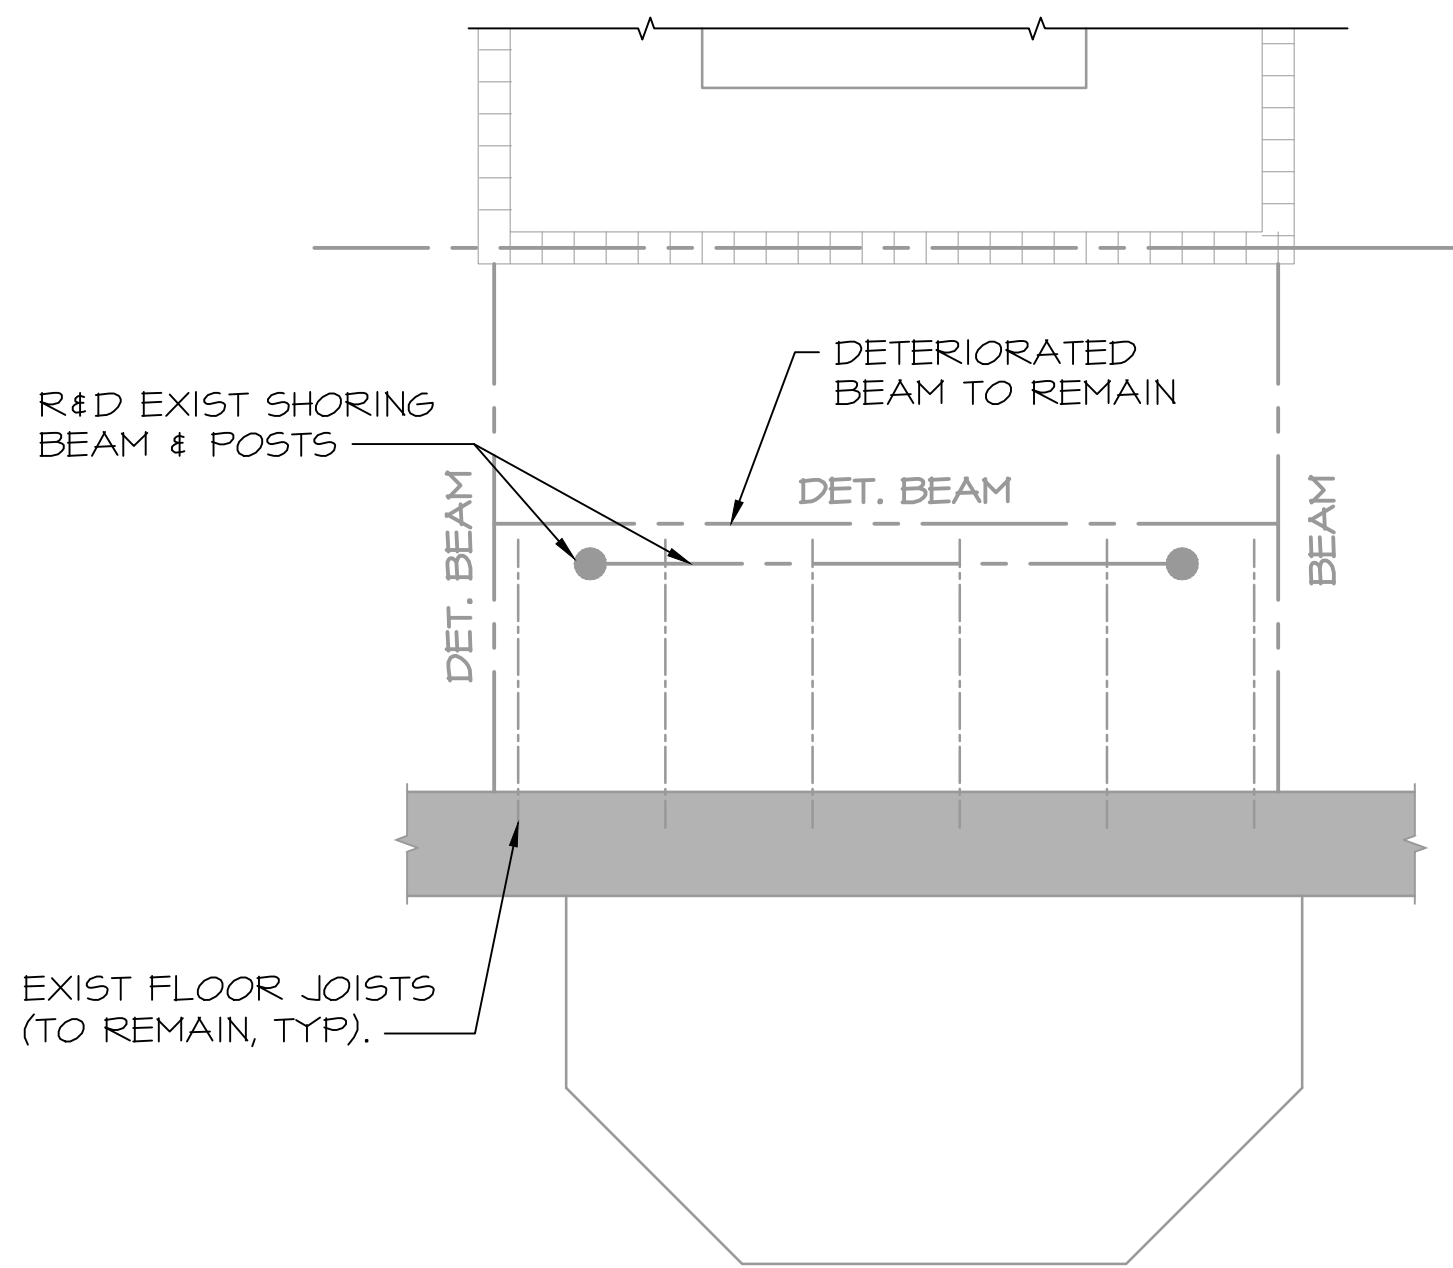 DETERIORATED
BEAM TO REMAIN
R&D EXIST SHORING
BEAM & POSTS
DET. BEAM
DET. BEAM
BEAM
EXIST FLOOR JOISTS
(TO REMAIN, TYP).